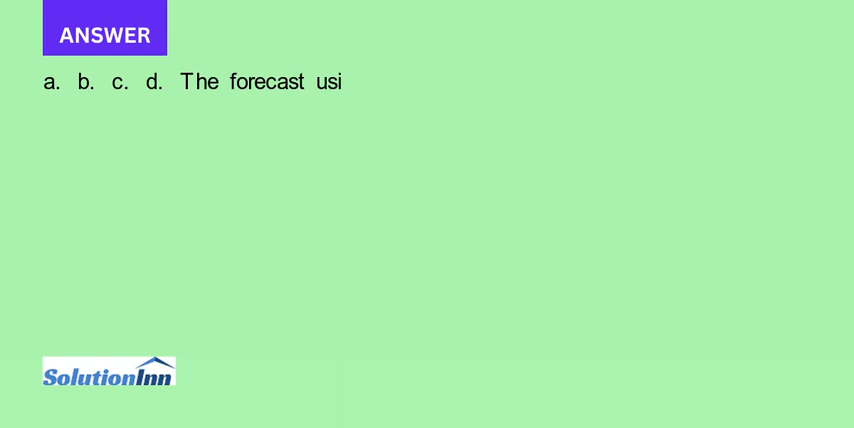 ANSWER
a. b. c. d. The forecast usi
SolutionInn